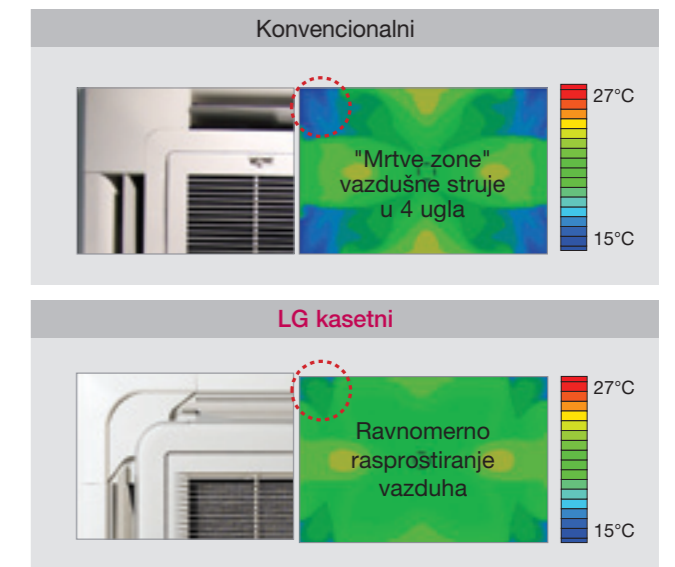 Konvencionalni
27°C
"Mrtve zone"
vazdušne struje
u 4 ugla
15°C
LG kasetni
27°C
Ravnomerno
rasprostiranje
vazduha
15°C